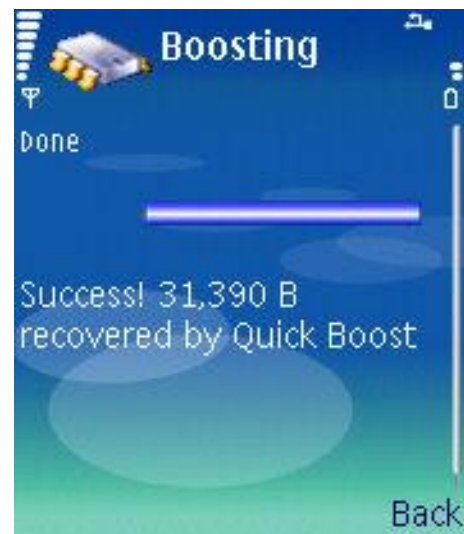 Boosting
Done
Success! 31,390 B
recovered by Quick Boost
Back